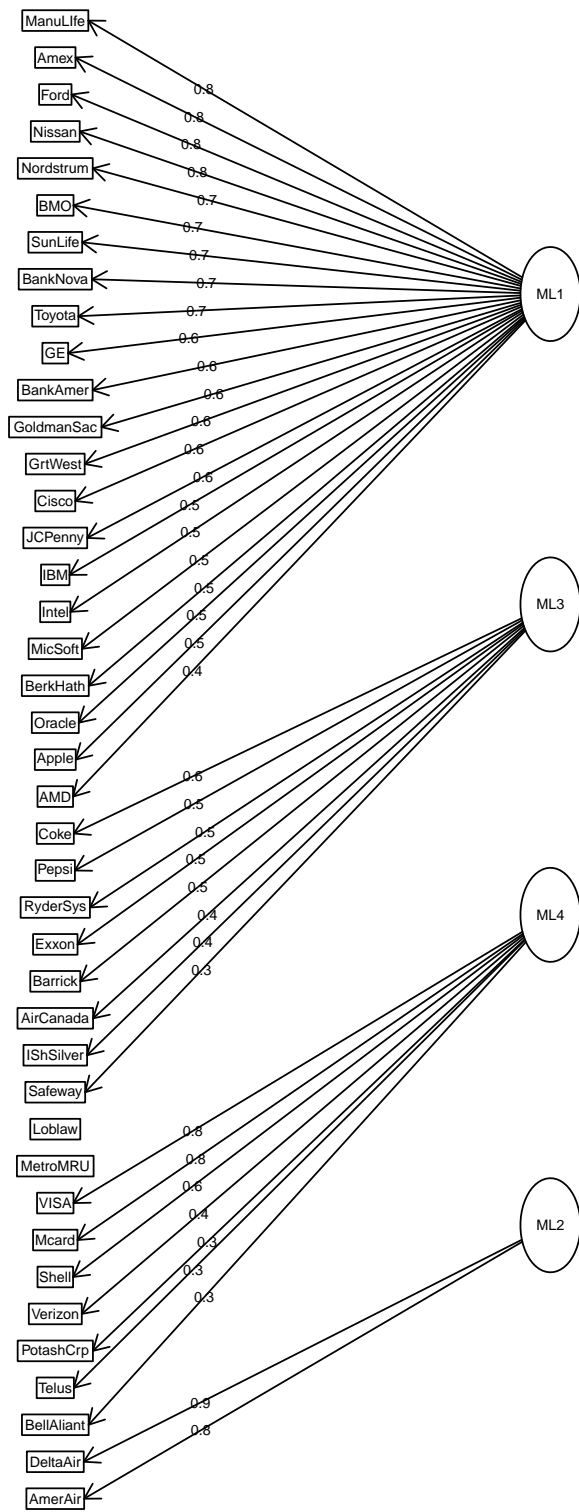 ManuLIfe
Amex
Ford
0.8
Nissan
0.8
0.8
Nordstrum
0.8
BMO
0.7
0.7
SunLife
0.7
BankNova
0.7
ML1
Toyota
0.7
GE
0.6
0.6
BankAmer
0.6
GoldmanSac
0.6
GrtWest
0.6
Cisco
0.6
0.5
JCPenny
0.5
IBM
0.5
0.5
ML3
Intel
0.5
MicSoft
0.5
0.4
BerkHath
Oracle
Apple
0.6
AMD
0.5
Coke
0.5
0.5
Pepsi
0.5
RyderSys
0.4
ML4
Exxon
0.4
0.3
Barrick
AirCanada
IShSilver
Safeway
Loblaw
0.8
0.8
MetroMRU
0.6
VISA
0.4
ML2
Mcard
0.3
0.3
Shell
0.3
Verizon
PotashCrp
Telus
0.9
BellAliant
0.8
DeltaAir
AmerAir